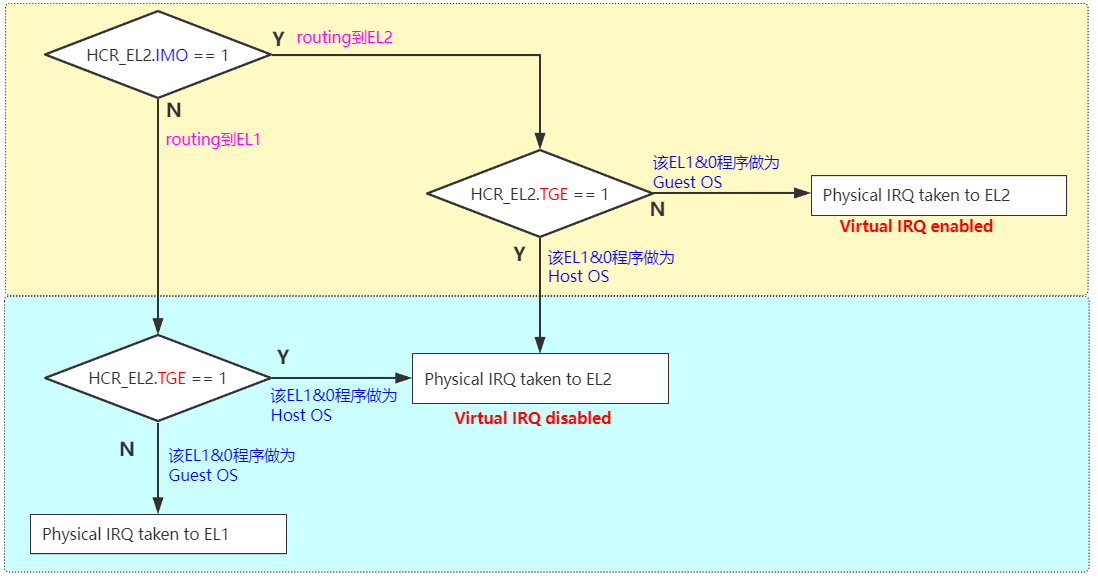 HCR_EL2.IMO == 1
Y
routing到EL2
N
routing到EL1
HCR_EL2.TGE == 1
该EL1&0程序做为
Guest OS
N
Physical IRQ taken to EL2
Virtual IRQ enabled
Y
该EL1&0程序做为
Host OS
HCR_EL2.TGE == 1
Y
该EL1&0程序做为
Host OS
Physical IRQ taken to EL2
Virtual IRQ disabled
N
该EL1&0程序做为
Guest OS
Physical IRQ taken to EL1